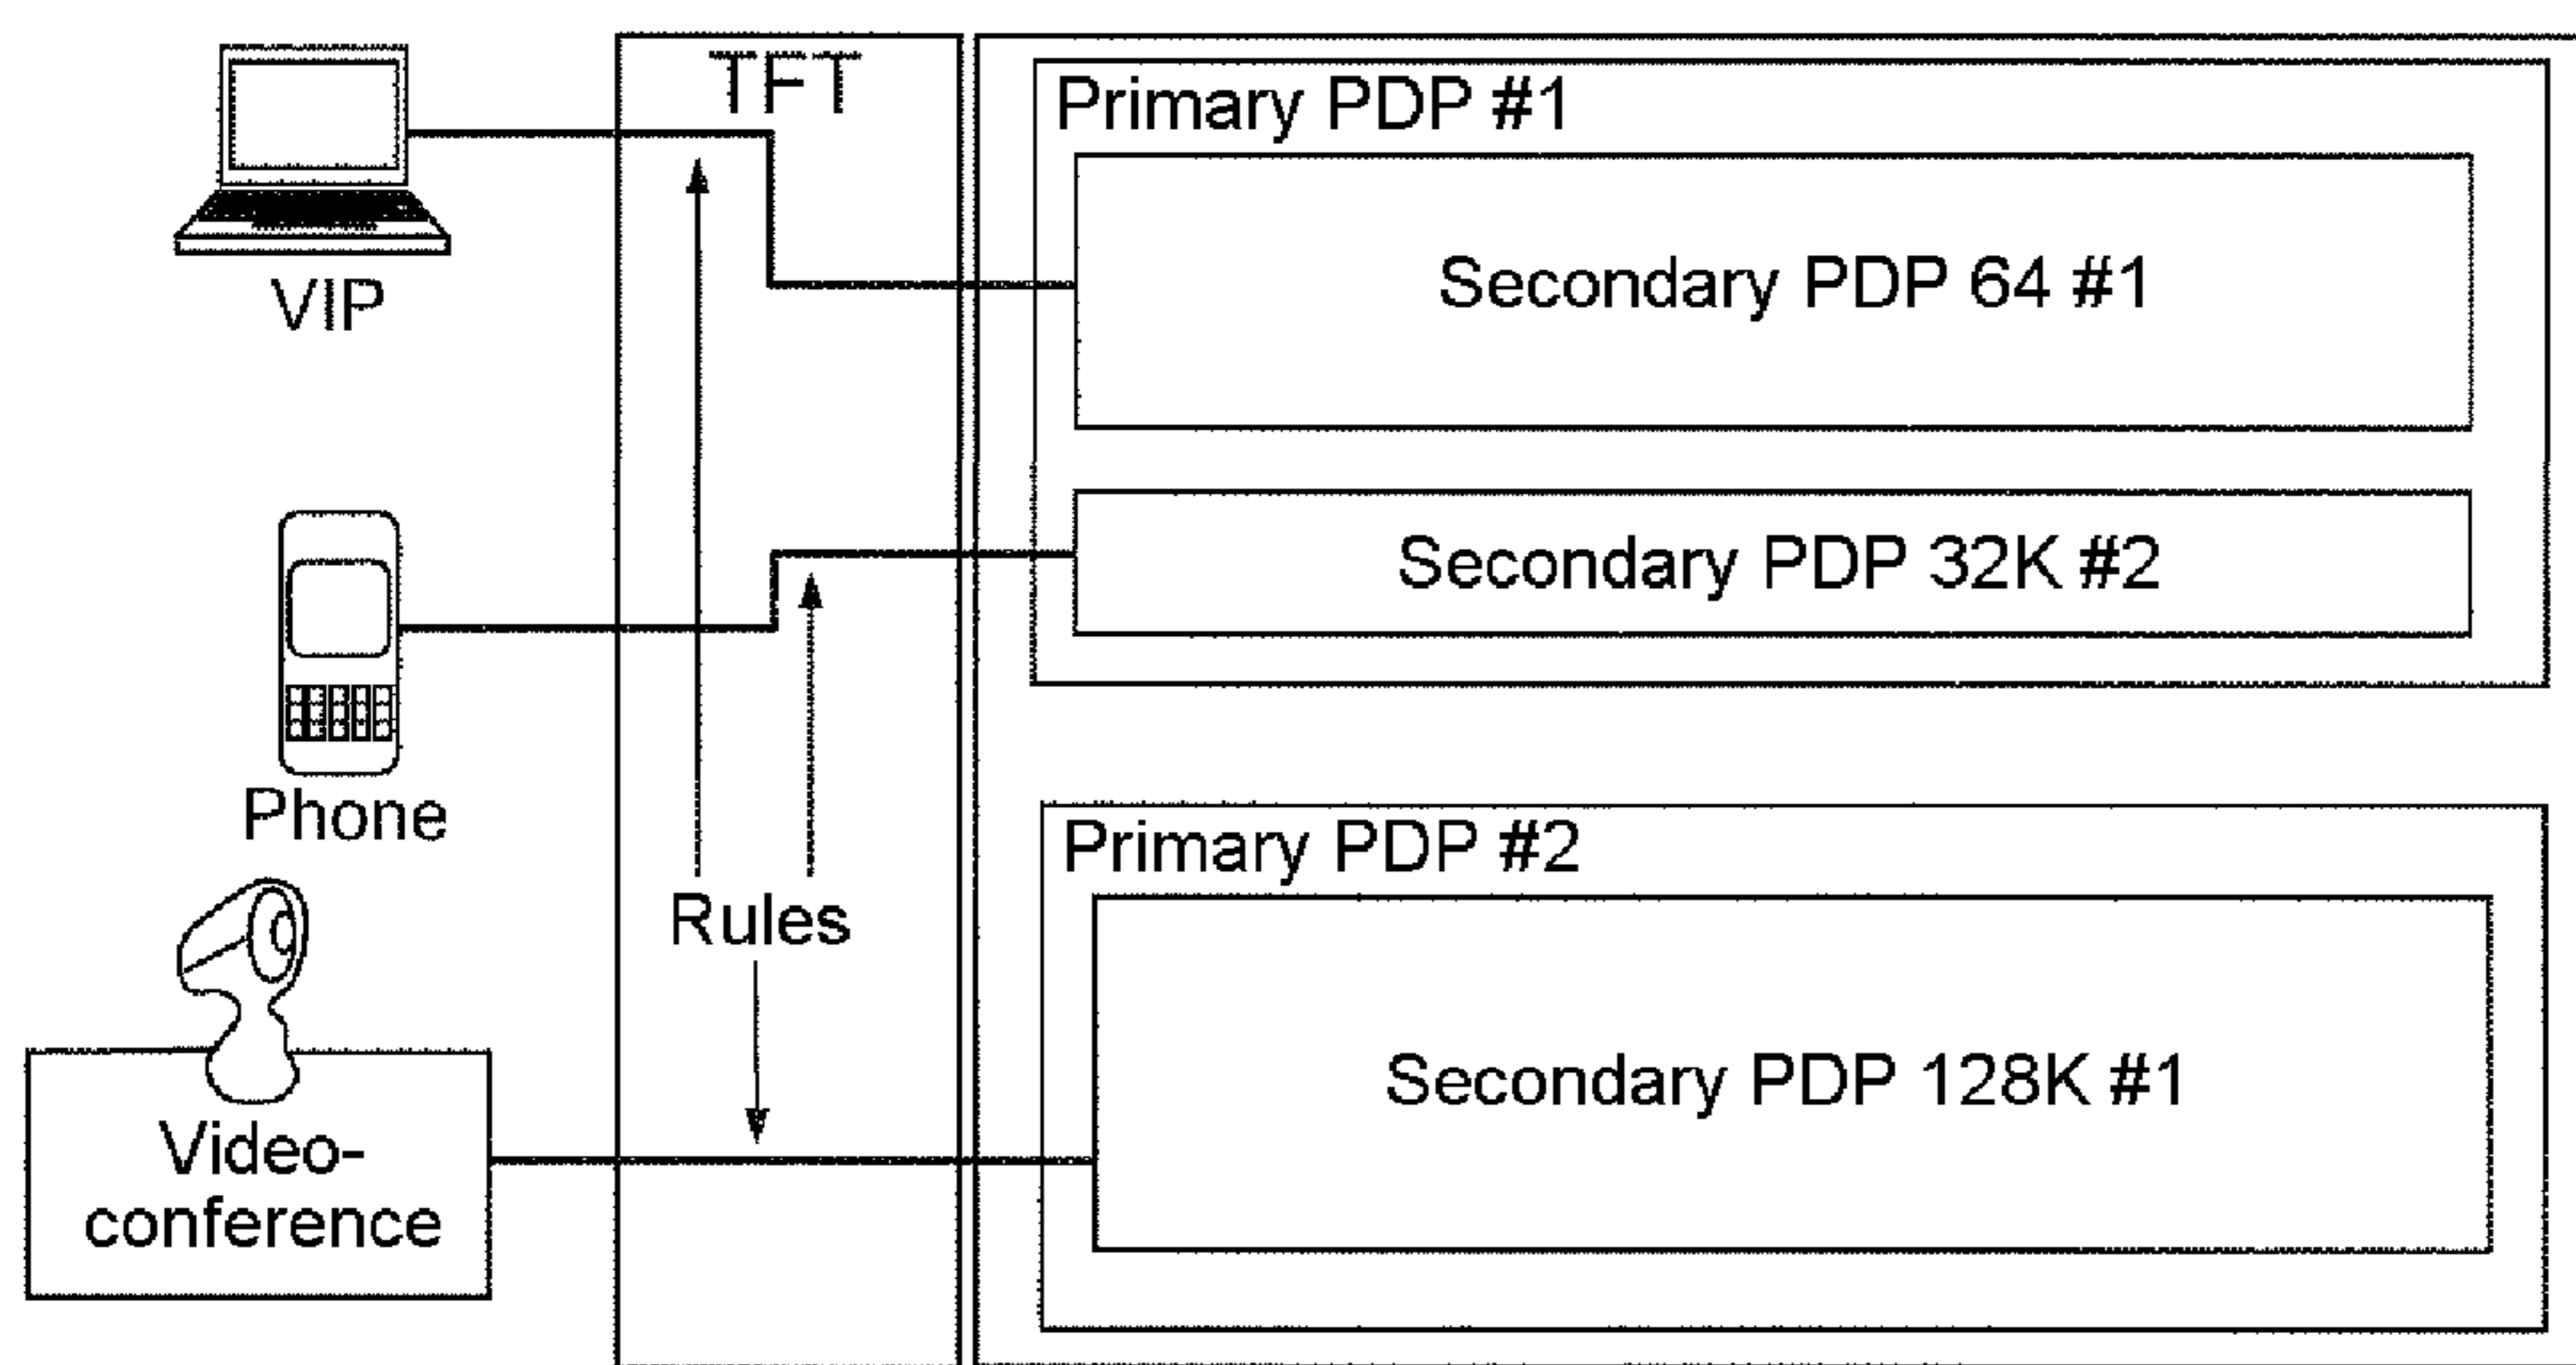 TFT
Primary PDP #1
VIP
Secondary PDP 64 #1
Secondary PDP 32K #2
Phone
Primary PDP #2
Rules
Secondary PDP 128K #1
Video-
conference